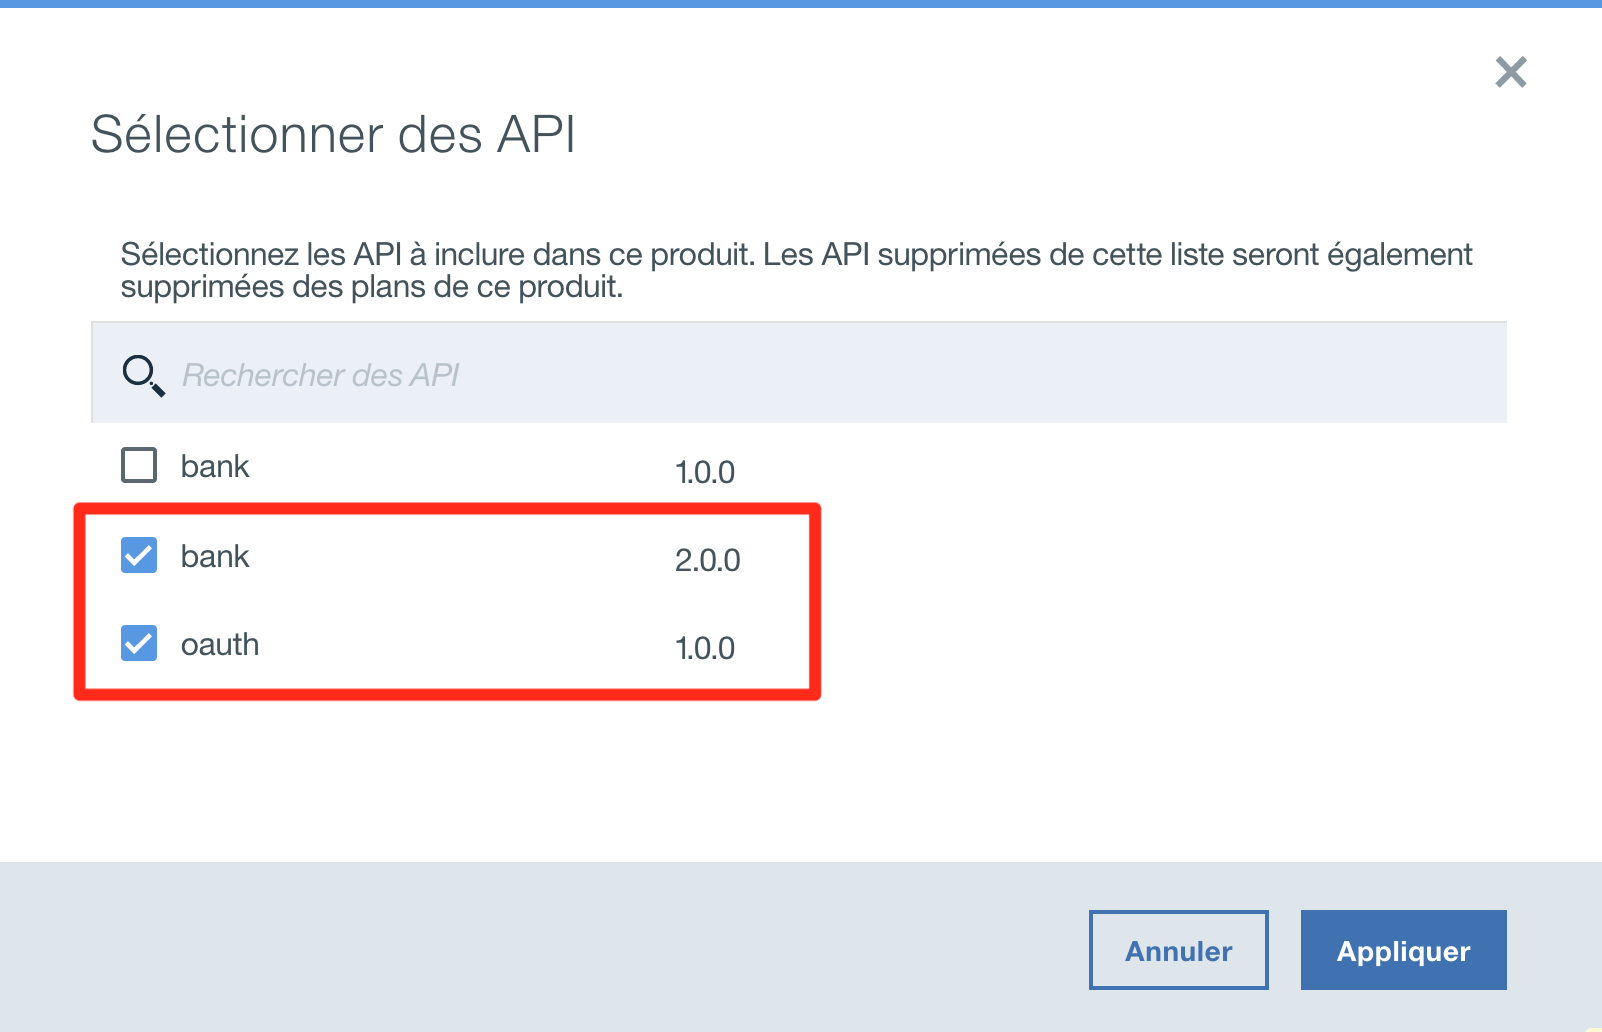 Sélectionner des API
Sélectionnez les API à inclure dans ce produit. Les API supprimées de cette liste seront également
supprimées des plans de ce produit.
Rechercher des API
bank 1.0.0
bank 2.0.0
oauth 1.0.0
Annuler Appliquer